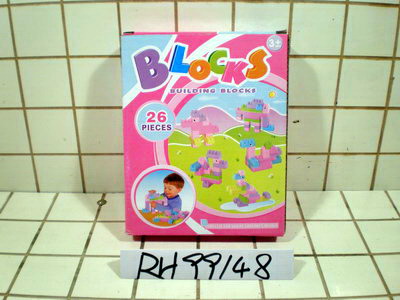 3+
BLOCKS
BUILDING BLOCKS
26
PIECES
RH99/48